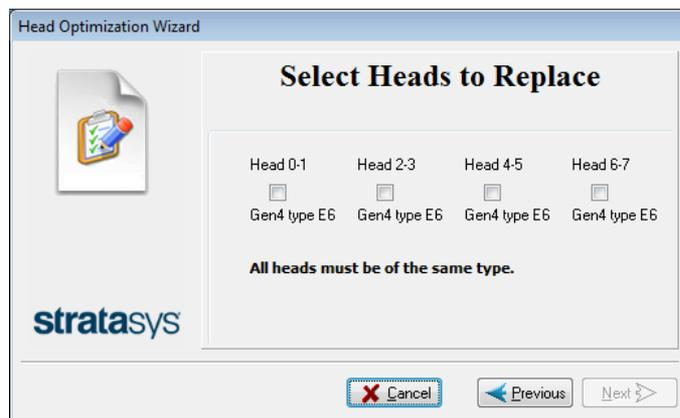 Head Optimization Wizard
Select Heads to Replace
Head 0-1 Head 2-3 Head 4-5 Head 6-7
Gen4 type E6 Gen4 type E6 Gen4 type E6 Gen4 type E6
All heads must be of the same type.
stratasys
Cancel Previous Next